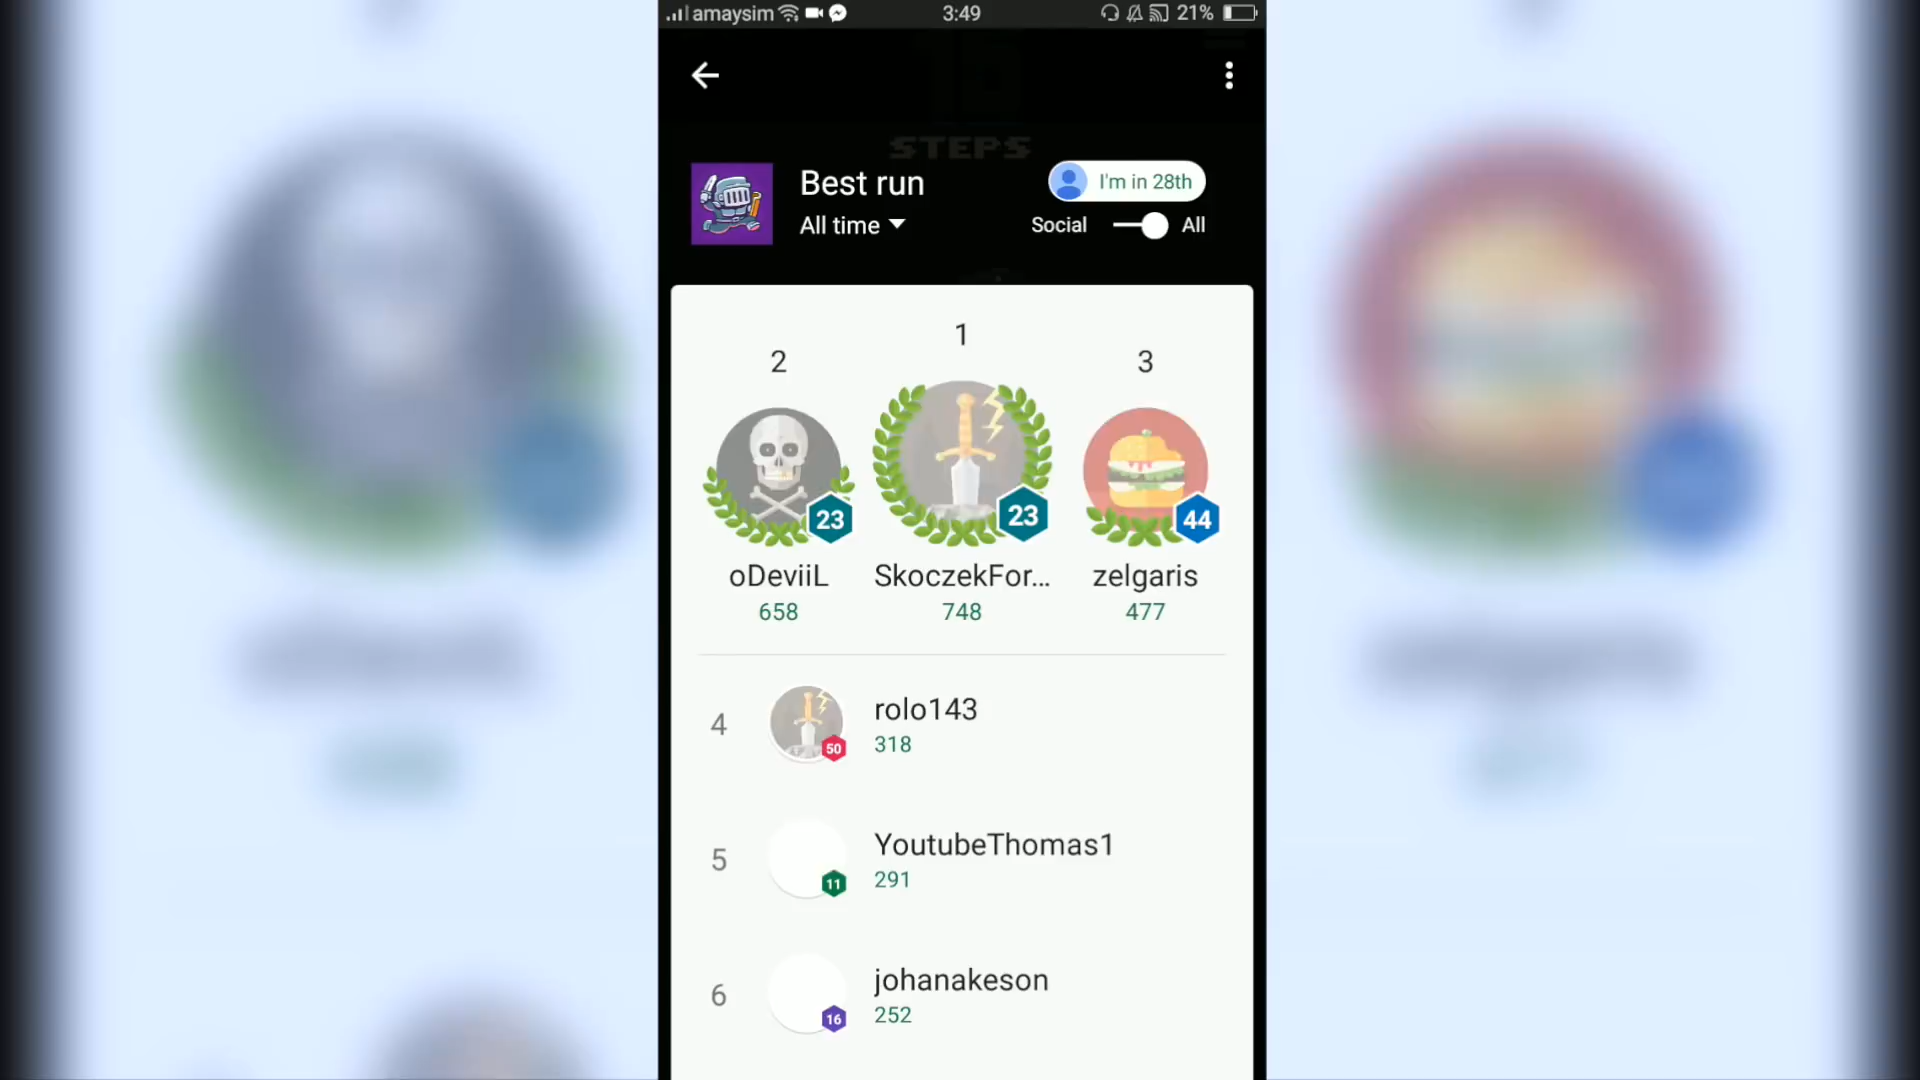 amaysim 3:49 21%
STEPS
Best run
I'm in 28th
All time
Social All
1
2
3
23
23
44
oDeviiL
SkoczekFor...
zelgaris
658
748
477
4
50
rolo143
318
5
11
YoutubeThomas1
291
6
16
johanakeson
252